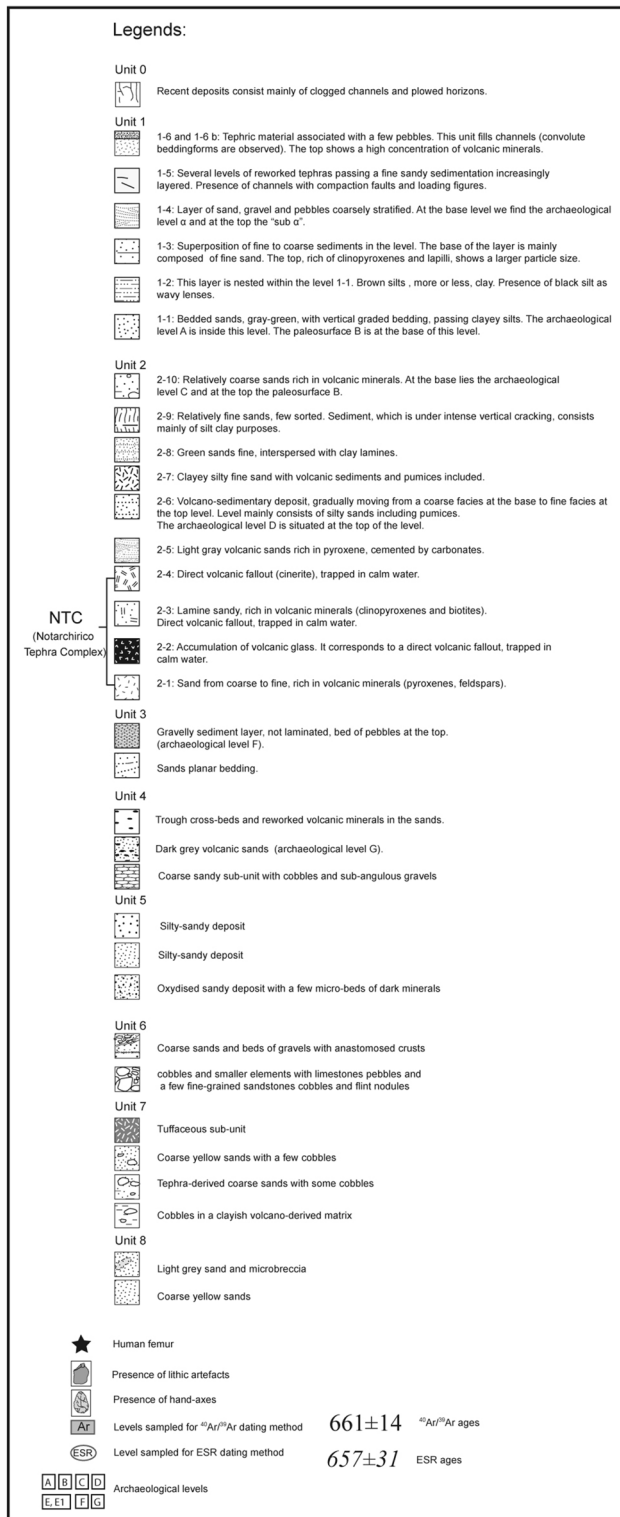 Legends:
Unit 0
Recent deposits consist mainly of clogged channels and plowed horizons.
Unit 1
1-6 and 1-6 b: Tephric material associated with a few pebbles. This unit fills channels (convolute
beddingforms are observed). The top shows a high concentration of volcanic minerals.
1-5: Several levels of reworked tephras passing a fine sandy sedimentation increasingly
layered. Presence of channels with compaction faults and loading figures.
1-4: Layer of sand, gravel and pebbles coarsely stratified. At the base level we find the archaeological
level α and at the top the “sub α”.
1-3: Superposition of fine to coarse sediments in the level. The base of the layer is mainly
composed of fine sand. The top, rich of clinopyroxenes and lapilli, shows a larger particle size.
1-2: This layer is nested within the level 1-1. Brown silts , more or less, clay. Presence of black silt as
wavy lenses.
1-1: Bedded sands, gray-green, with vertical graded bedding, passing clayey silts. The archaeological
level A is inside this level. The paleosurface B is at the base of this level.
Unit 2
2-10: Relatively coarse sands rich in volcanic minerals. At the base lies the archaeological
level C and at the top the paleosurface B.
2-9: Relatively fine sands, few sorted. Sediment, which is under intense vertical cracking, consists
mainly of silt clay purposes.
2-8: Green sands fine, interspersed with clay lamines.
2-7: Clayey silty fine sand with volcanic sediments and pumices included.
2-6: Volcano-sedimentary deposit, gradually moving from a coarse facies at the base to fine facies at
the top level. Level mainly consists of silty sands including pumices.
The archaeological level D is situated at the top of the level.
2-5: Light gray volcanic sands rich in pyroxene, cemented by carbonates.
2-4: Direct volcanic fallout (cinerite), trapped in calm water.
NTC
(Notarchirico
Tephra Complex)
2-3: Lamine sandy, rich in volcanic minerals (clinopyroxenes and biotites).
Direct volcanic fallout, trapped in calm water.
2-2: Accumulation of volcanic glass. It corresponds to a direct volcanic fallout, trapped in
calm water.
2-1: Sand from coarse to fine, rich in volcanic minerals (pyroxenes, feldspars).
Unit 3
Gravelly sediment layer, not laminated, bed of pebbles at the top.
(archaeological level F).
Sands planar bedding.
Unit 4
Trough cross-beds and reworked volcanic minerals in the sands.
Dark grey volcanic sands (archaeological level G).
Coarse sandy sub-unit with cobbles and sub-angulous gravels
Unit 5
Silty-sandy deposit
Silty-sandy deposit
Oxydised sandy deposit with a few micro-beds of dark minerals
Unit 6
Coarse sands and beds of gravels with anastomosed crusts
cobbles and smaller elements with limestones pebbles and
a few fine-grained sandstones cobbles and flint nodules
Unit 7
Tuffaceous sub-unit
Coarse yellow sands with a few cobbles
Tephra-derived coarse sands with some cobbles
Cobbles in a clayish volcano-derived matrix
Unit 8
Light grey sand and microbreccia
Coarse yellow sands
Human femur
Presence of lithic artefacts
Presence of hand-axes
Ar Levels sampled for ⁴⁰Ar/³⁹Ar dating method 661±14 ⁴⁰Ar/³⁹Ar ages
ESR Level sampled for ESR dating method 657±31 ESR ages
A B C D
E, E1 F G
Archaeological levels